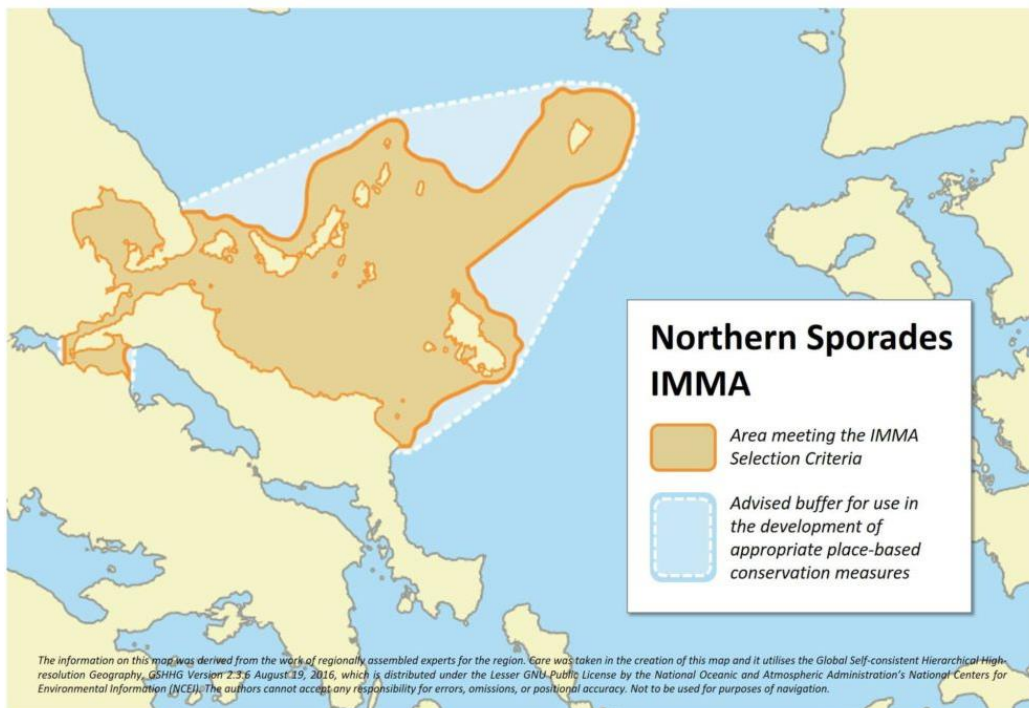 Northern Sporades
IMMA
Area meeting the IMMA
Selection Criteria
Advised buffer for use in
the development of
appropriate place-based
conservation measures
The information on this map was derived from the work of regionally assembled experts for the region. Care was taken in the creation of this map and it utilises the Global Self-consistent Hierarchical High-
resolution Geography, GSHHG Version 2.3.6 August 19, 2016, which is distributed under the Lesser GNU Public License by the National Oceanic and Atmospheric Administration's National Centers for
Environmental Information (NCEI). The authors cannot accept any responsibility for errors, omissions, or positional accuracy. Not to be used for purposes of navigation.